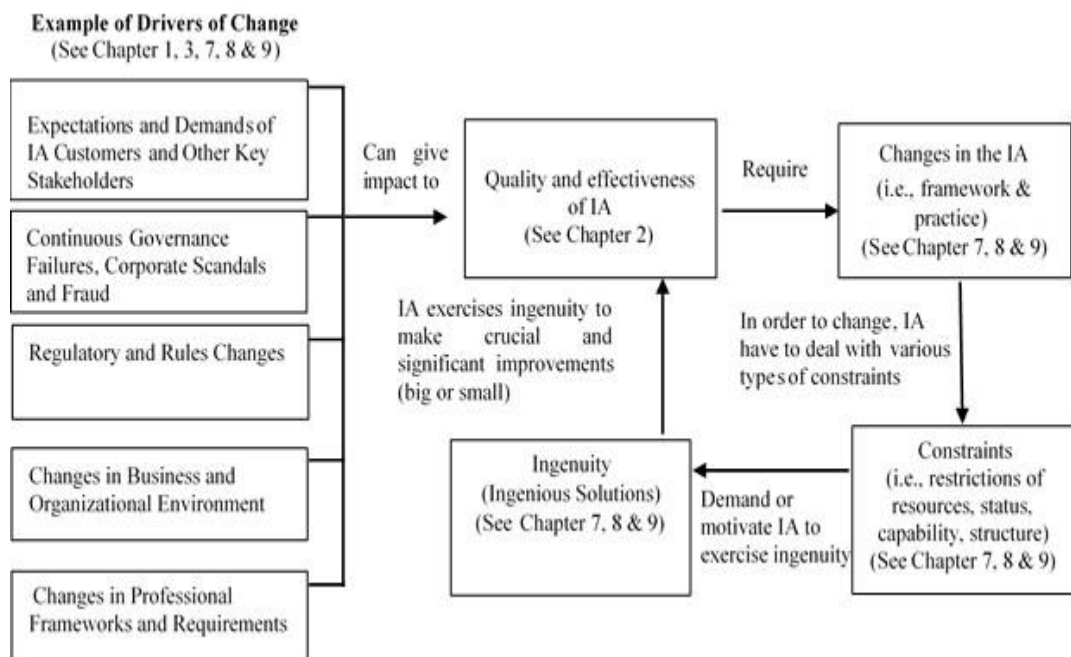 Example of Drivers of Change
(See Chapter 1, 3, 7, 8 & 9)
Expectations and Demands of
IA Customers and Other Key
Stakeholders
Continuous Governance
Failures, Corporate Scandals
and Fraud
Regulatory and Rules Changes
Changes in Business and
Organizational Environment
Changes in Professional
Frameworks and Requirements
Can give
impact to
Quality and effectiveness
of IA
(See Chapter 2)
Require
Changes in the IA
(i.e., framework &
practice)
(See Chapter 7, 8 & 9)
In order to change, IA
have to deal with various
types of constraints
Constraints
(i.e., restrictions of
resources, status,
capability, structure)
(See Chapter 7, 8 & 9)
Demand or
motivate IA to
exercise ingenuity
Ingenuity
(Ingenious Solutions)
(See Chapter 7, 8 & 9)
IA exercises ingenuity to
make crucial and
significant improvements
(big or small)